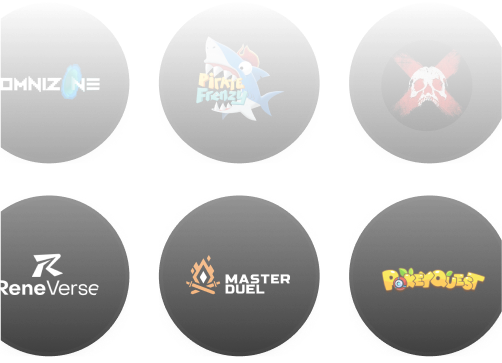 OMNIZONE
Pirate
Frenzy
ReneVerse
MASTER
DUEL
POKEYQUEST